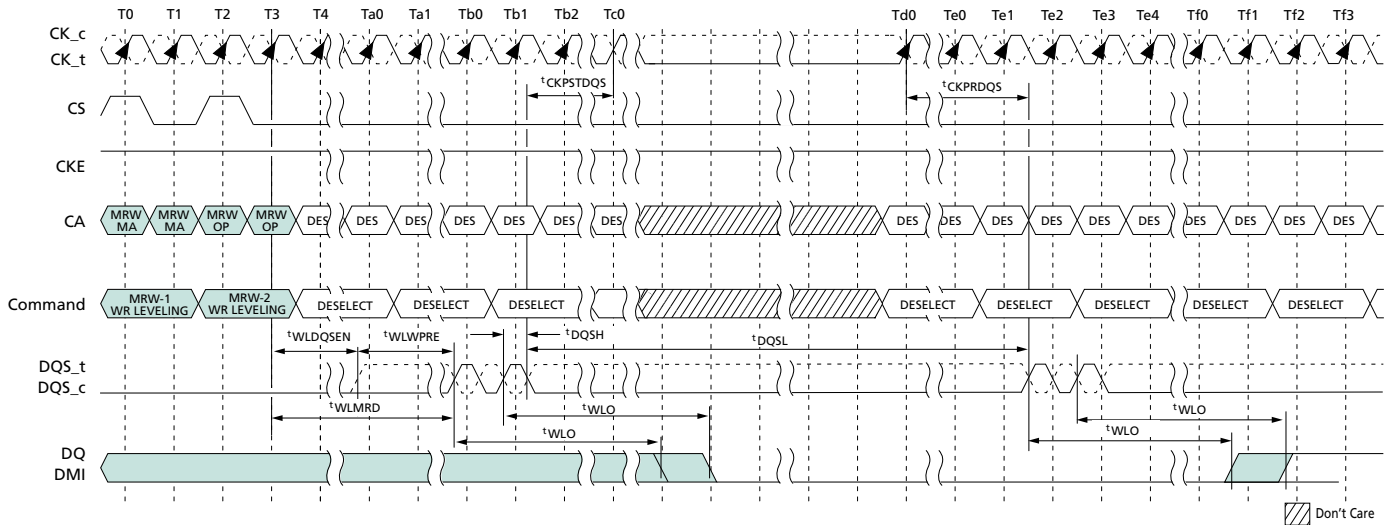 T0 T1 T2 T3 T4 Ta0 Ta1 Tb0 Tb1 Tb2 Tc0 Td0 Te0 Te1 Te2 Te3 Te4 Tf0 Tf1 Tf2 Tf3
CK_c
CK_t
tCKPSTDQS tCKPRDQS
CS
CKE
CA MRW MA MRW MA MRW OP MRW OP DES DES DES DES DES DES DES DES DES DES DES DES DES DES DES DES
Command MRW-1 WR LEVELING MRW-2 WR LEVELING DESELECT DESELECT DESELECT DESELECT DESELECT DESELECT DESELECT DESELECT
tWLDQSEN tWLWPRE tDQSH tDQSL
DQS_t
DQS_c
tWLMRD tWLO tWLO
tWLO tWLO
DQ
DMI
Don't Care